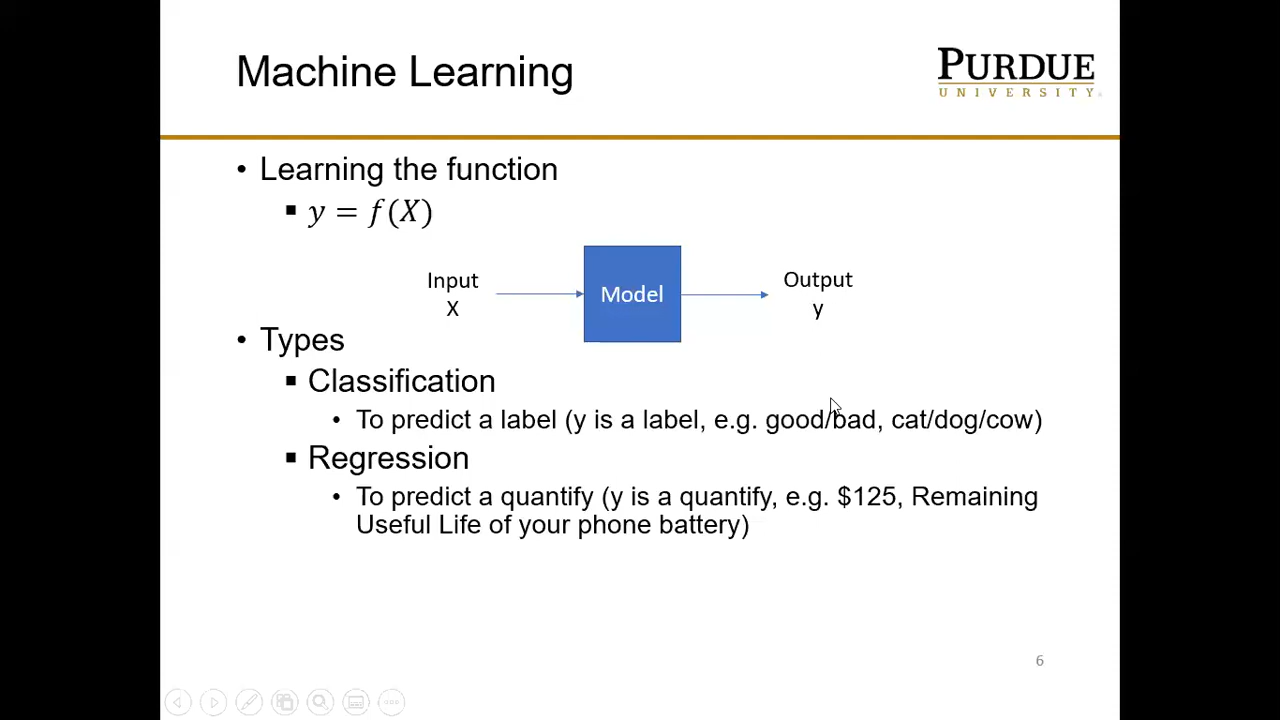 Machine Learning
PURDUE
UNIVERSITY
• Learning the function
▪ y = f(X)
Input
X
Model
Output
y
• Types
▪ Classification
• To predict a label (y is a label, e.g. good/bad, cat/dog/cow)
▪ Regression
• To predict a quantify (y is a quantify, e.g. $125, Remaining
Useful Life of your phone battery)
6